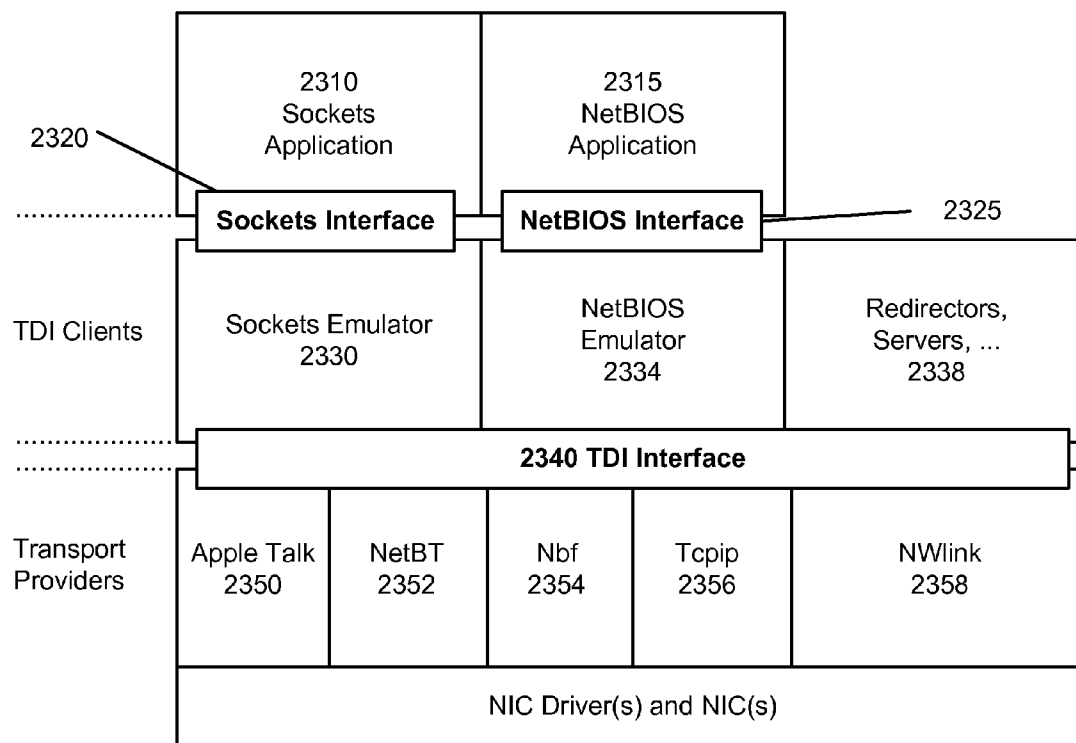 2310
Sockets
Application
2315
NetBIOS
Application
2320
Sockets Interface
NetBIOS Interface
2325
TDI Clients
Sockets Emulator
2330
NetBIOS
Emulator
2334
Redirectors,
Servers, ...
2338
2340 TDI Interface
Transport
Providers
Apple Talk
2350
NetBT
2352
Nbf
2354
Tcpip
2356
NWlink
2358
NIC Driver(s) and NIC(s)